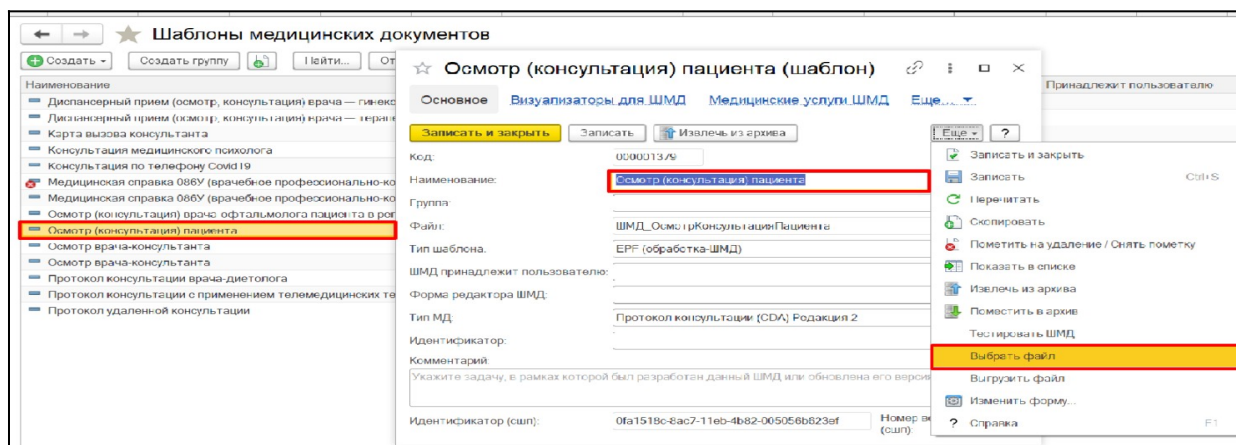 Шаблоны медицинских документов
Создать
Создать группу
Найти...
От
Наименование
Диспансерный прием (осмотр, консультация) врача — гинекс
Диспансерный прием (осмотр, консультация) врача — терапе
Карта вызова консультанта
Консультация медицинского психолога
Консультация по телефону Covid19
Медицинская справка 086У (врачебное профессионально-ко
Медицинская справка 086У (врачебное профессионально-ко
Осмотр (консультация) врача офтальмолога пациента в рег
Осмотр (консультация) пациента
Осмотр врача-консультанта
Осмотр врача-консультанта
Протокол консультации врача-диетолога
Протокол консультации с применением телемедицинских те
Протокол удаленной консультации
Осмотр (консультация) пациента (шаблон)
Основное Визуализаторы для ШМД Медицинские услуги ШМД Еще...
Записать и закрыть Записать Извлечь из архива Еще ?
Код: 000001379
Наименование: Осмотр (консультация) пациента
Группа:
Файл: ШМД_ОсмотрКонсультацияПациента
Тип шаблона: EPF (обработка-ШМД)
ШМД принадлежит пользователю:
Форма редактора ШМД:
Тип МД: Протокол консультации (CDA) Редакция 2
Идентификатор:
Комментарий:
Укажите задачу, в рамках которой был разработан данный ШМД или обновлена его верси
Идентификатор (сшп): Номер ве
(сшп):
Принадлежит пользователю
Записать и закрыть
Записать Ctrl+S
Перечитать
Скопировать
Пометить на удаление / Снять пометку
Показать в списке
Извлечь из архива
Поместить в архив
Тестировать ШМД
Выбрать файл
Выгрузить файл
Изменить форму...
Справка F1